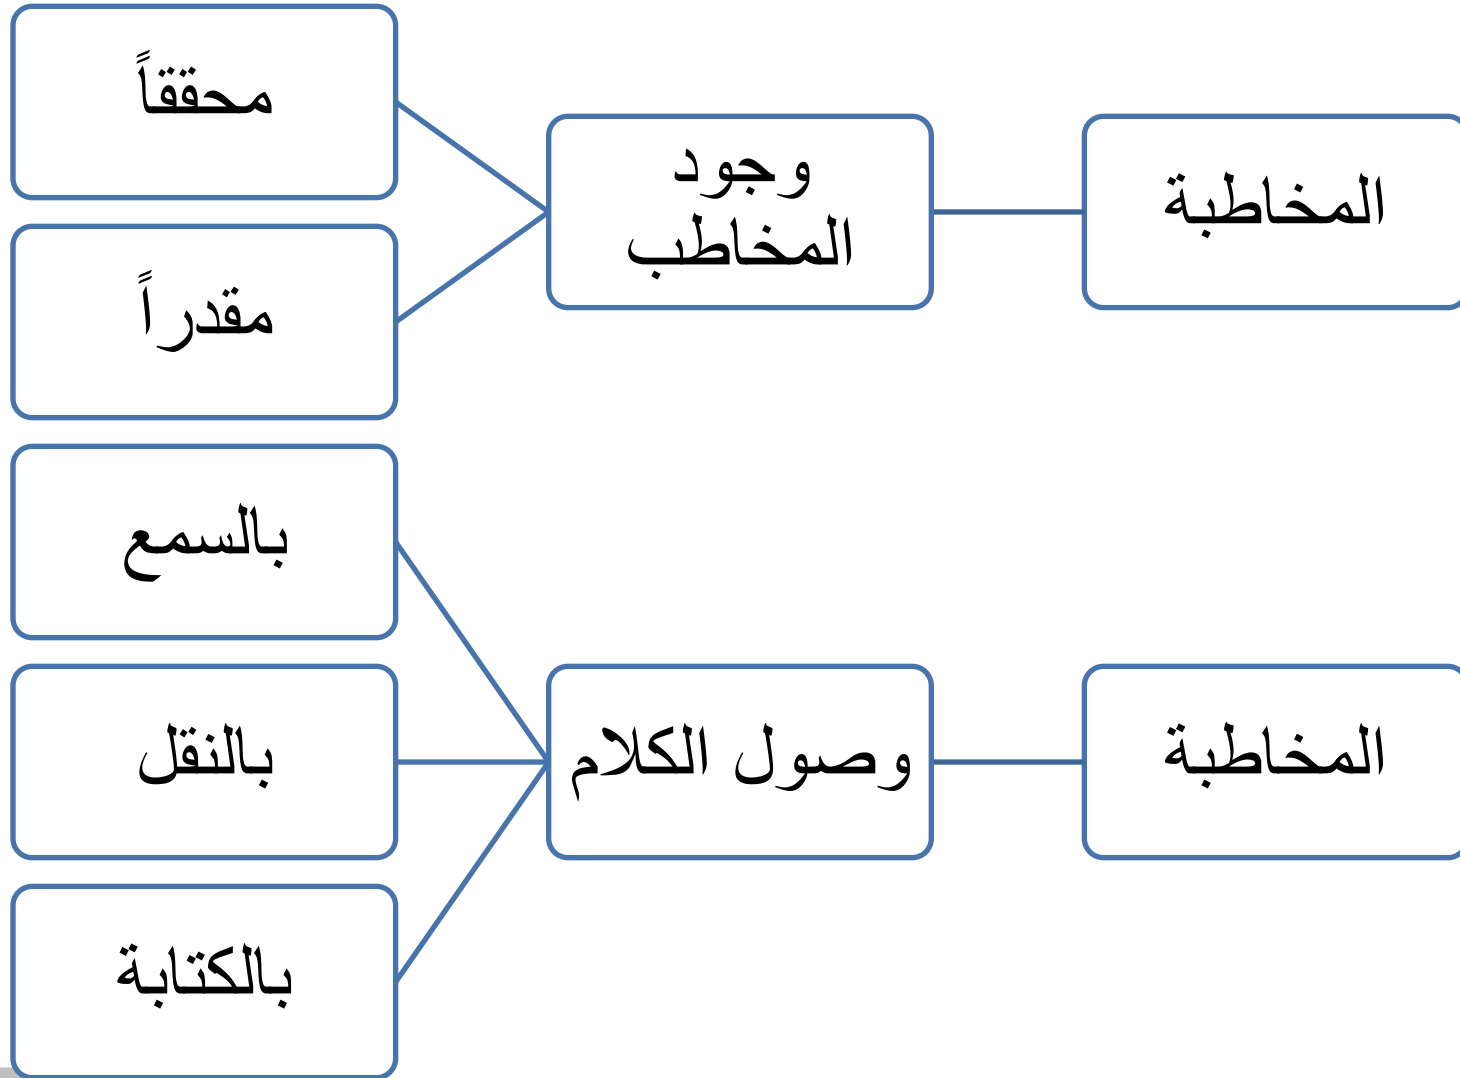 المخاطبة
وجود
المخاطب
محققاً
مقدراً
المخاطبة
وصول الكلام
بالسمع
بالنقل
بالكتابة